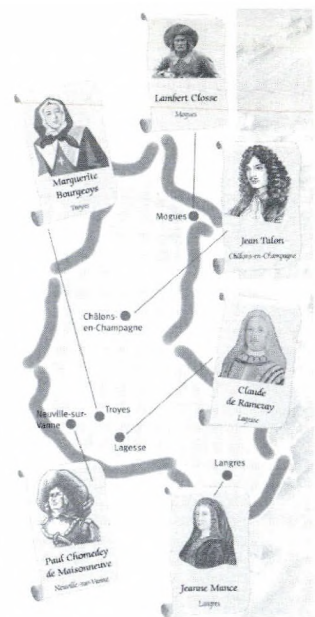 Lambert Closse
Mogues
Marguerite
Bourgeoys
Troyes
Jean Talon
Châlons-en-Champagne
Mogues
Châlons-
en-Champagne
Claude
de Ramezay
Lagesse
Neuville-sur-
Vanne
Troyes
Lagesse
Langres
Paul Chomedey
de Maisonneuve
Neuville-sur-Vanne
Jeanne Mance
Langres